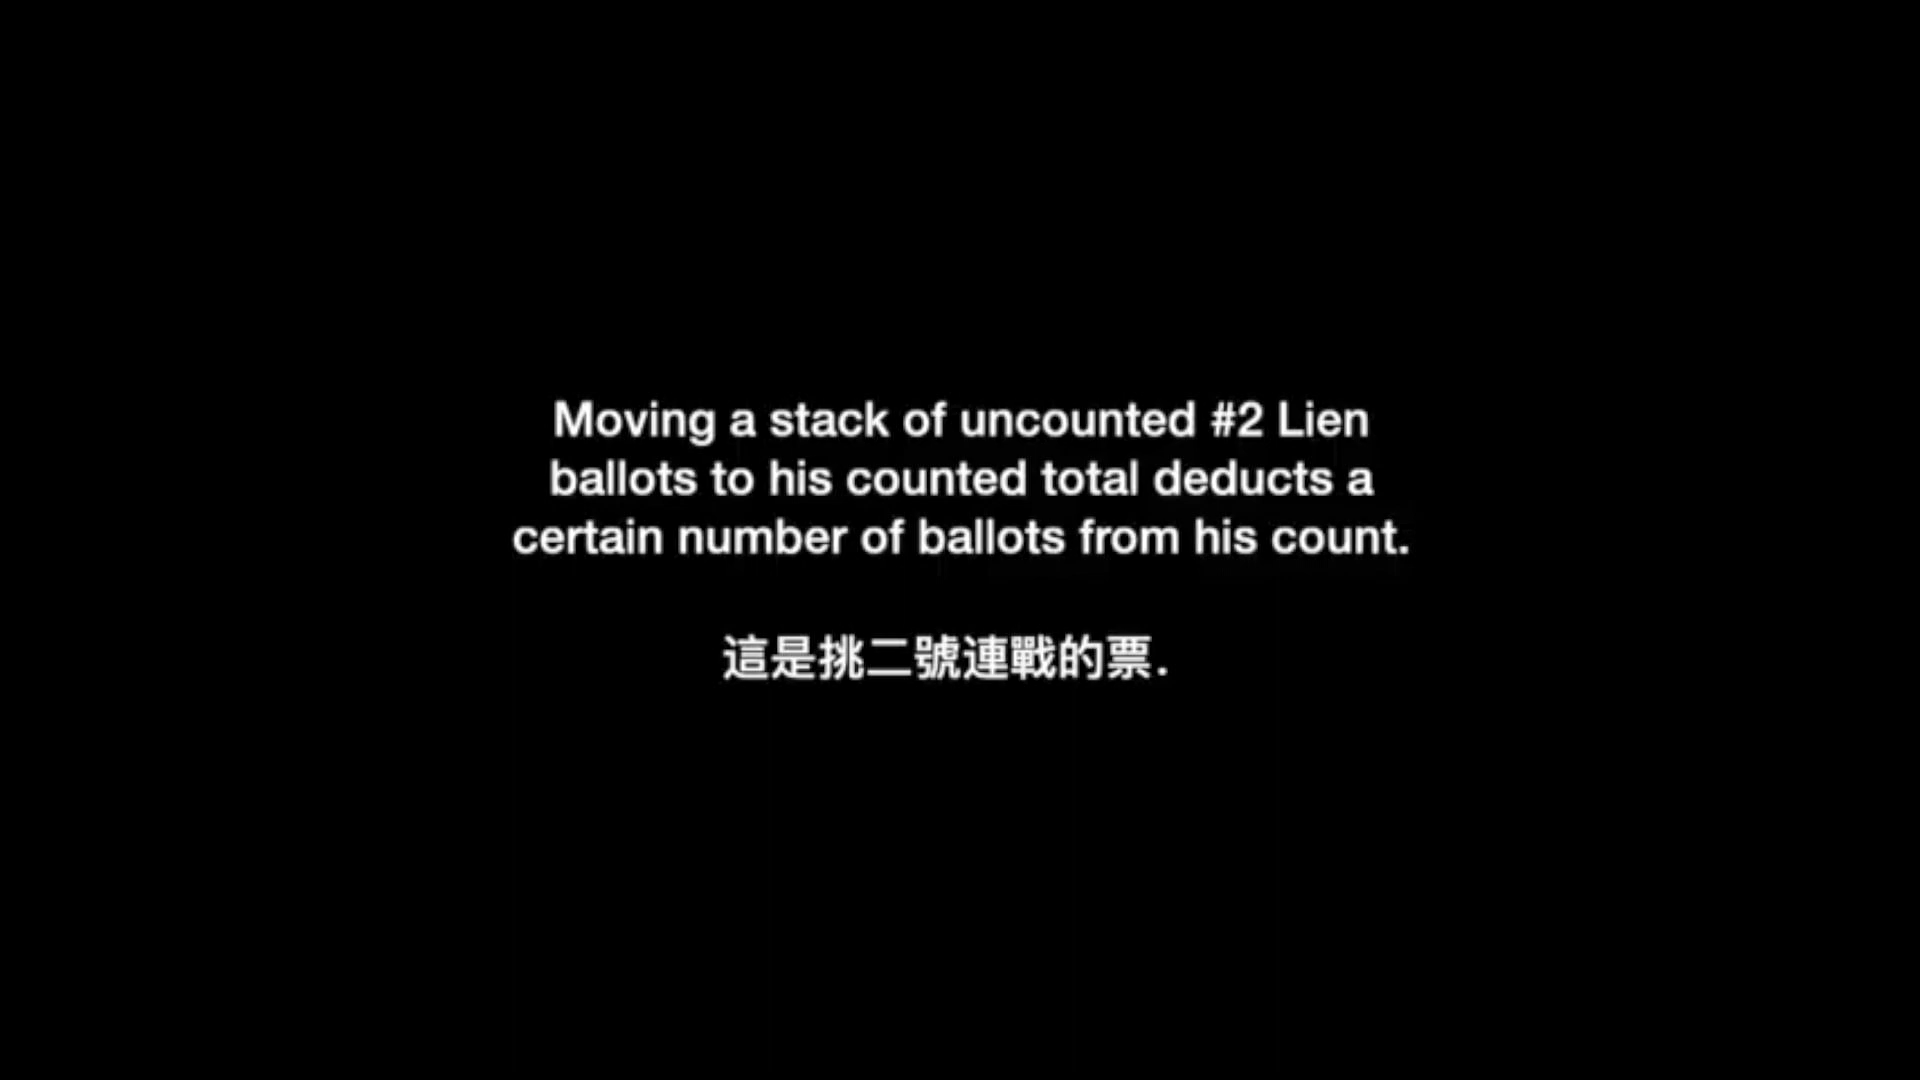 Moving a stack of uncounted #2 Lien
ballots to his counted total deducts a
certain number of ballots from his count.
這是挑二號連戰的票.